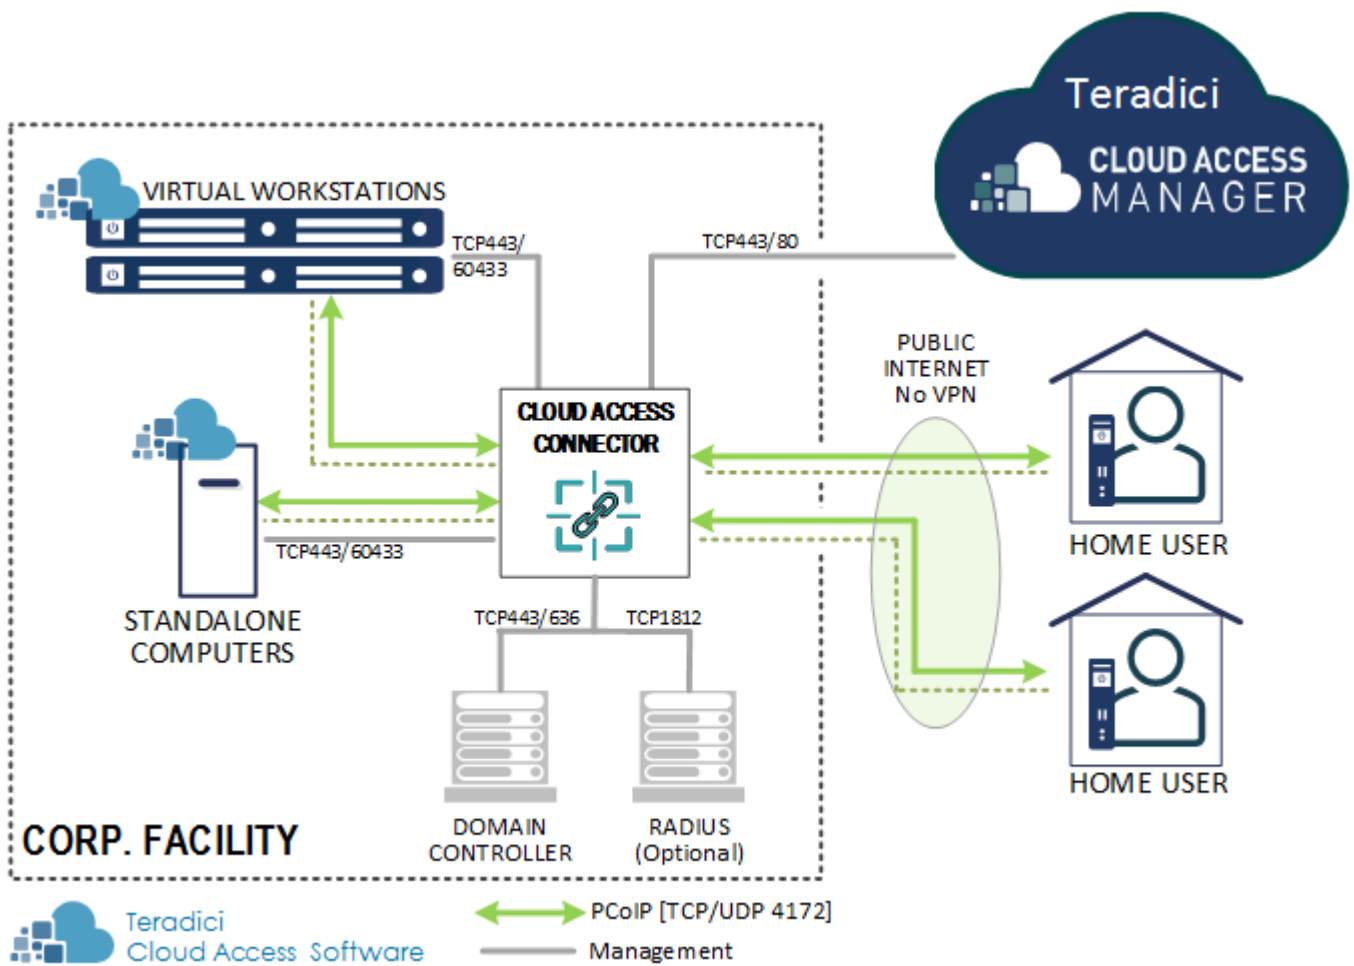 Teradici
CLOUD ACCESS
MANAGER
VIRTUAL WORKSTATIONS
TCP443/
60433
TCP443/80
PUBLIC
INTERNET
No VPN
CLOUD ACCESS
CONNECTOR
HOME USER
TCP443/60433
STANDALONE
COMPUTERS
TCP443/636
TCP1812
HOME USER
DOMAIN
CONTROLLER
RADIUS
(Optional)
CORP. FACILITY
Teradici
Cloud Access Software
PCoIP [TCP/UDP 4172]
Management